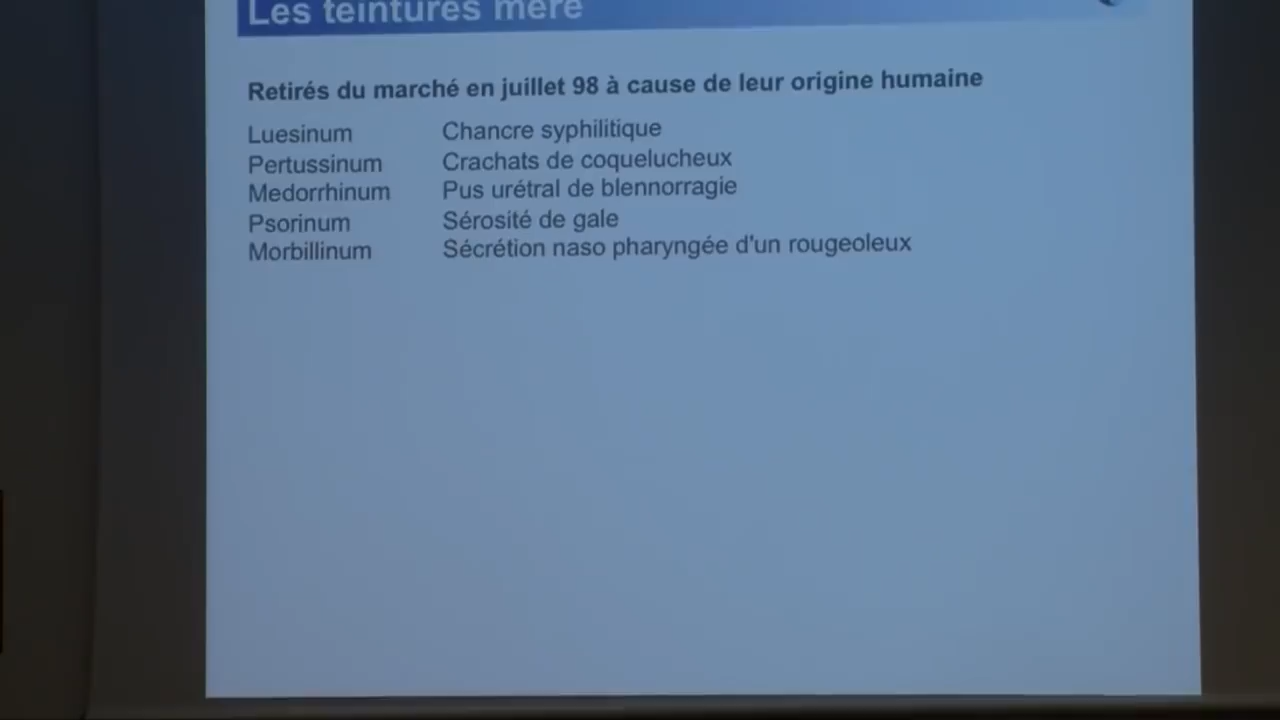 Les teintures mère
Retirés du marché en juillet 98 à cause de leur origine humaine
Luesinum Chancre syphilitique
Pertussinum Crachats de coquelucheux
Medorrhinum Pus urétral de blennorragie
Psorinum Sérosité de gale
Morbillinum Sécrétion naso pharyngée d'un rougeoleux